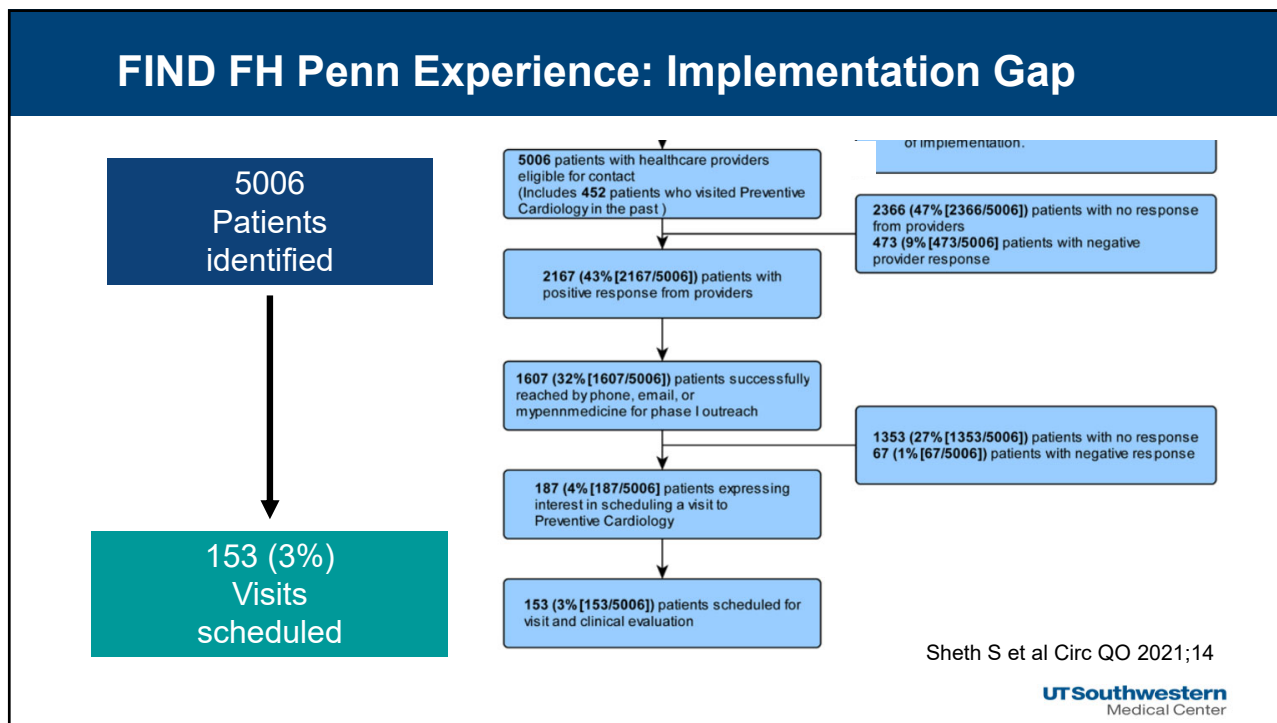 FIND FH Penn Experience: Implementation Gap
5006
Patients
identified
153 (3%)
Visits
scheduled
of implementation.
5006 patients with healthcare providers
eligible for contact
(Includes 452 patients who visited Preventive
Cardiology in the past )
2366 (47% [2366/5006]) patients with no response
from providers
473 (9% [473/5006] patients with negative
provider response
2167 (43% [2167/5006]) patients with
positive response from providers
1607 (32% [1607/5006]) patients successfully
reached by phone, email, or
mypennmedicine for phase I outreach
1353 (27% [1353/5006]) patients with no response
67 (1% [67/5006]) patients with negative response
187 (4% [187/5006] patients expressing
interest in scheduling a visit to
Preventive Cardiology
153 (3% [153/5006]) patients scheduled for
visit and clinical evaluation
Sheth S et al Circ QO 2021;14
UTSouthwestern
Medical Center